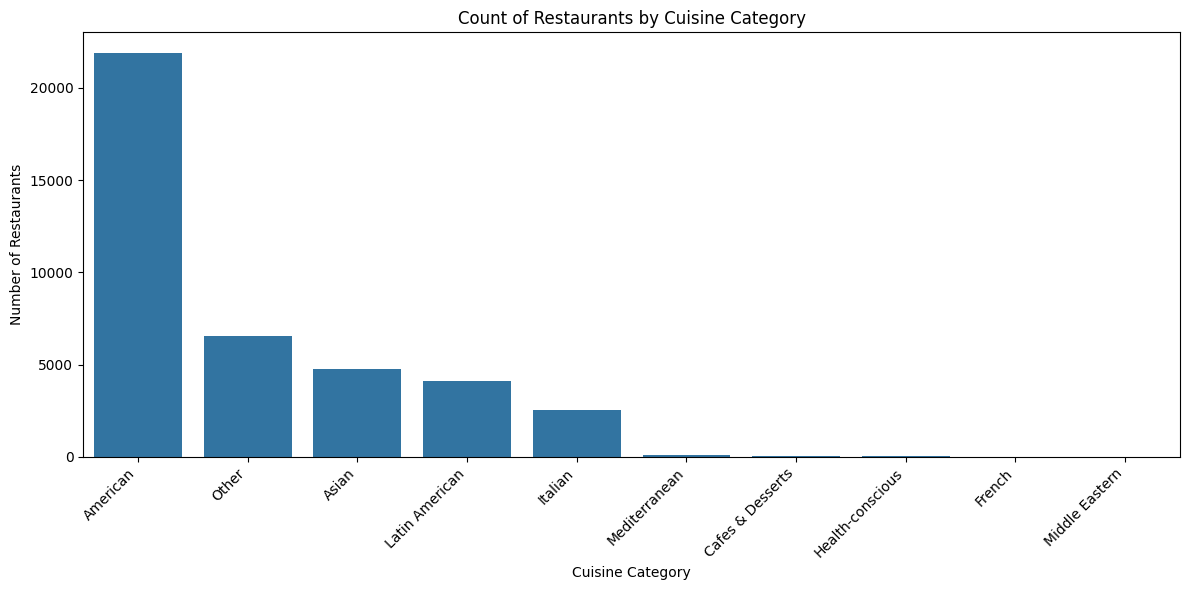 Count of Restaurants by Cuisine Category
Number of Restaurants
20000
15000
10000
5000
0
American
Other
Asian
Latin American
Italian
Mediterranean
Cafes & Desserts
Health-conscious
French
Middle Eastern
Cuisine Category